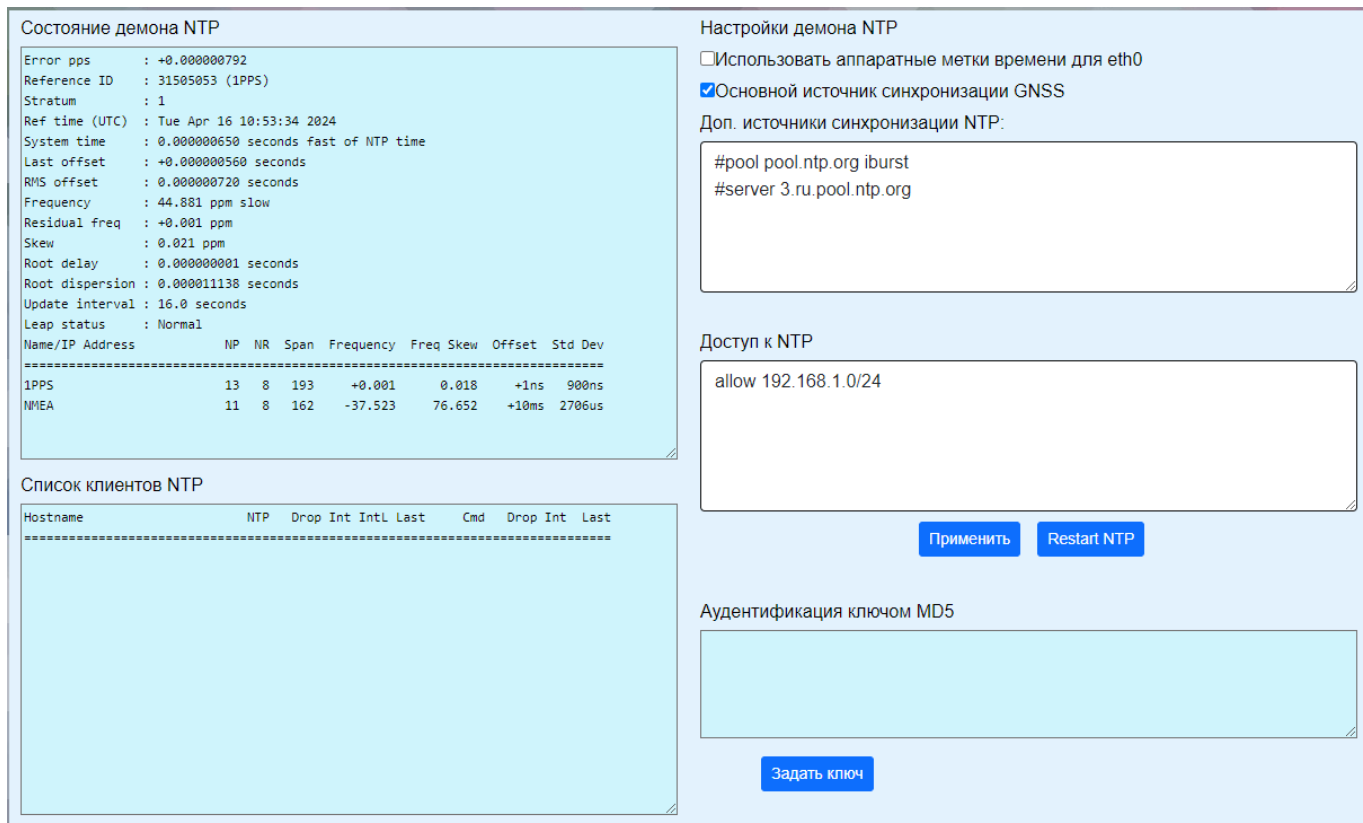 Состояние демона NTP
Error pps : +0.000000792
Reference ID : 31505053 (1PPS)
Stratum : 1
Ref time (UTC) : Tue Apr 16 10:53:34 2024
System time : 0.000000650 seconds fast of NTP time
Last offset : +0.000000560 seconds
RMS offset : 0.000000720 seconds
Frequency : 44.881 ppm slow
Residual freq : +0.001 ppm
Skew : 0.021 ppm
Root delay : 0.000000001 seconds
Root dispersion : 0.000011138 seconds
Update interval : 16.0 seconds
Leap status : Normal
Name/IP Address NP NR Span Frequency Freq Skew Offset Std Dev
==============================================================================
1PPS 13 8 193 +0.001 0.018 +1ns 900ns
NMEA 11 8 162 -37.523 76.652 +10ms 2706us
Список клиентов NTP
Hostname NTP Drop Int IntL Last Cmd Drop Int Last
===============================================================================
Настройки демона NTP
Использовать аппаратные метки времени для eth0
Основной источник синхронизации GNSS
Доп. источники синхронизации NTP:
#pool pool.ntp.org iburst
#server 3.ru.pool.ntp.org
Доступ к NTP
allow 192.168.1.0/24
Применить Restart NTP
Аудентификация ключом MD5
Задать ключ